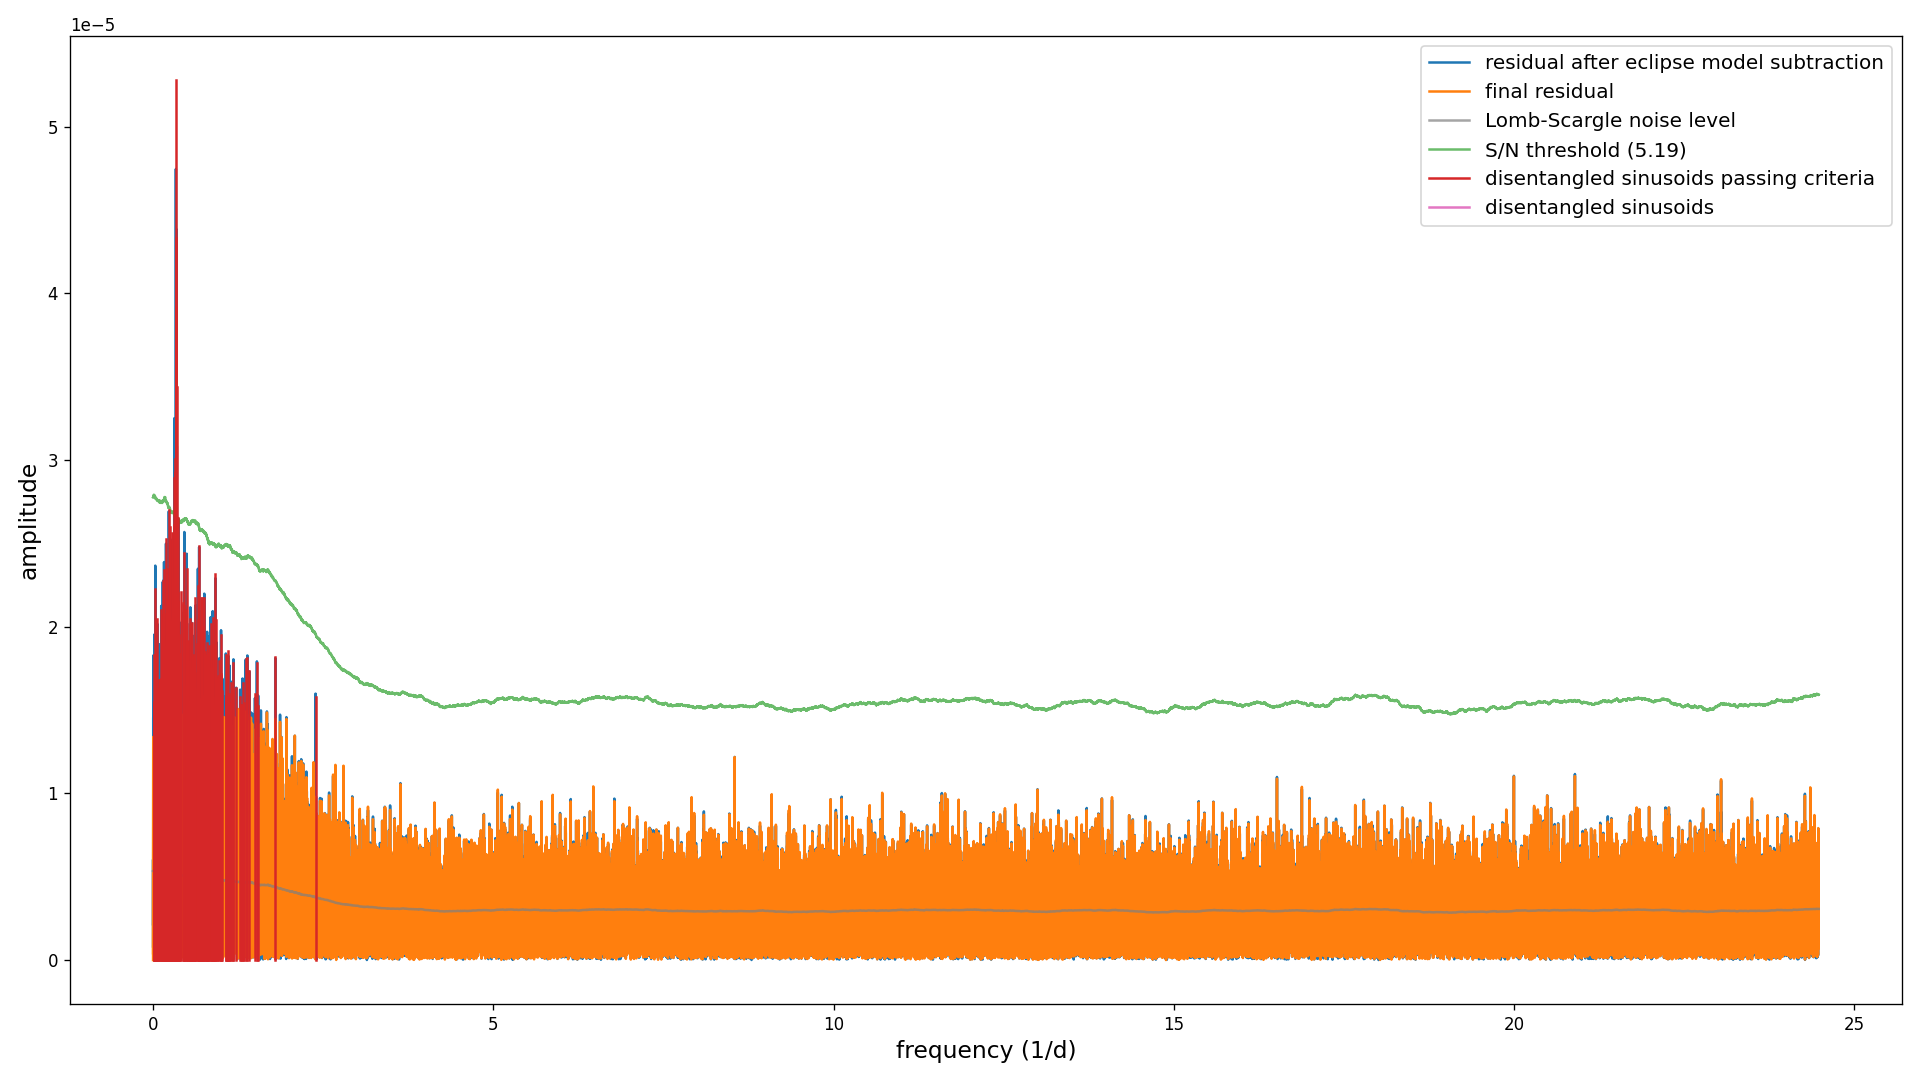 1e−5
residual after eclipse model subtraction
final residual
Lomb-Scargle noise level
S/N threshold (5.19)
disentangled sinusoids passing criteria
disentangled sinusoids
5
4
3
2
1
0
amplitude
0 5 10 15 20 25
frequency (1/d)